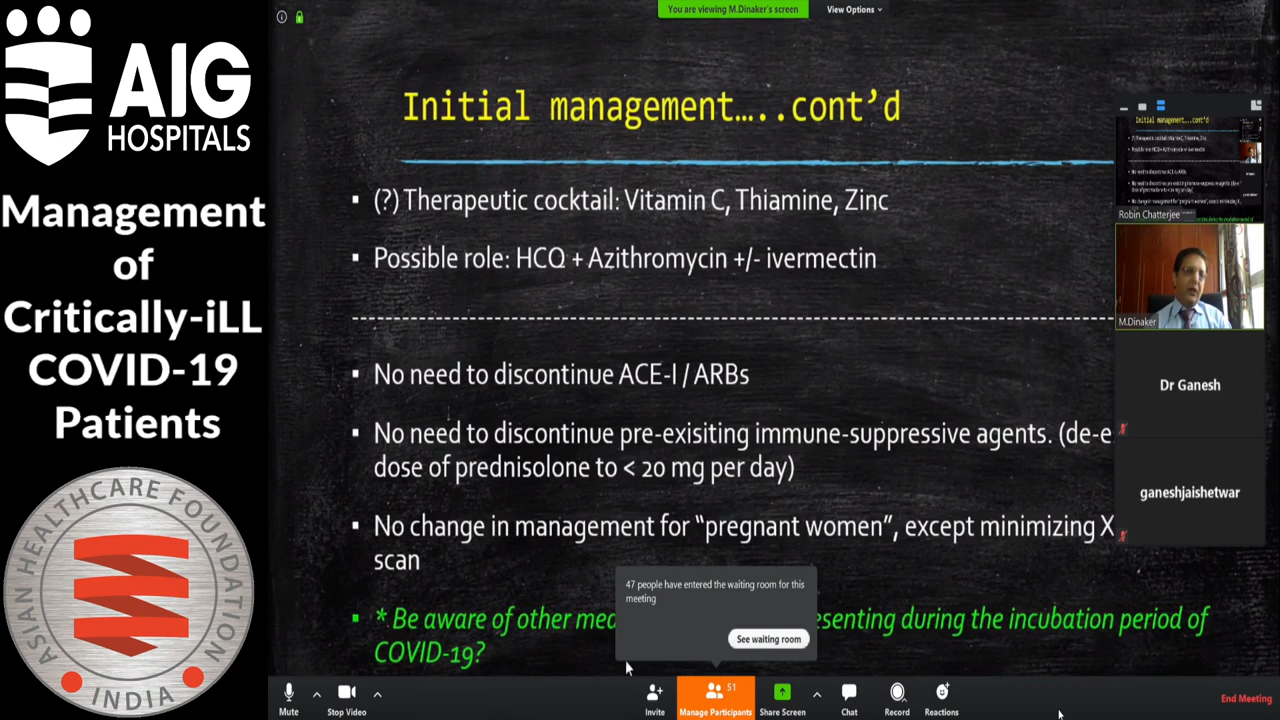 AIG
HOSPITALS
Management
of
Critically-iLL
COVID-19
Patients
ASIAN HEALTHCARE FOUNDATION
INDIA
You are viewing M.Dinaker's screen
View Options
Initial management…..cont’d
▪ (?) Therapeutic cocktail: Vitamin C, Thiamine, Zinc
▪ Possible role: HCQ + Azithromycin +/- ivermectin
▪ No need to discontinue ACE-I / ARBs
▪ No need to discontinue pre-exisiting immune-suppressive agents. (de-e
dose of prednisolone to < 20 mg per day)
▪ No change in management for “pregnant women”, except minimizing X
scan
▪ * Be aware of other med esenting during the incubation period of
COVID-19?
47 people have entered the waiting room for this
meeting
See waiting room
Initial management…..cont’d
Robin Chatterjee
M.Dinaker
Dr Ganesh
ganeshjaishetwar
Mute
Stop Video
Invite
51
Manage Participants
Share Screen
Chat
Record
Reactions
End Meeting